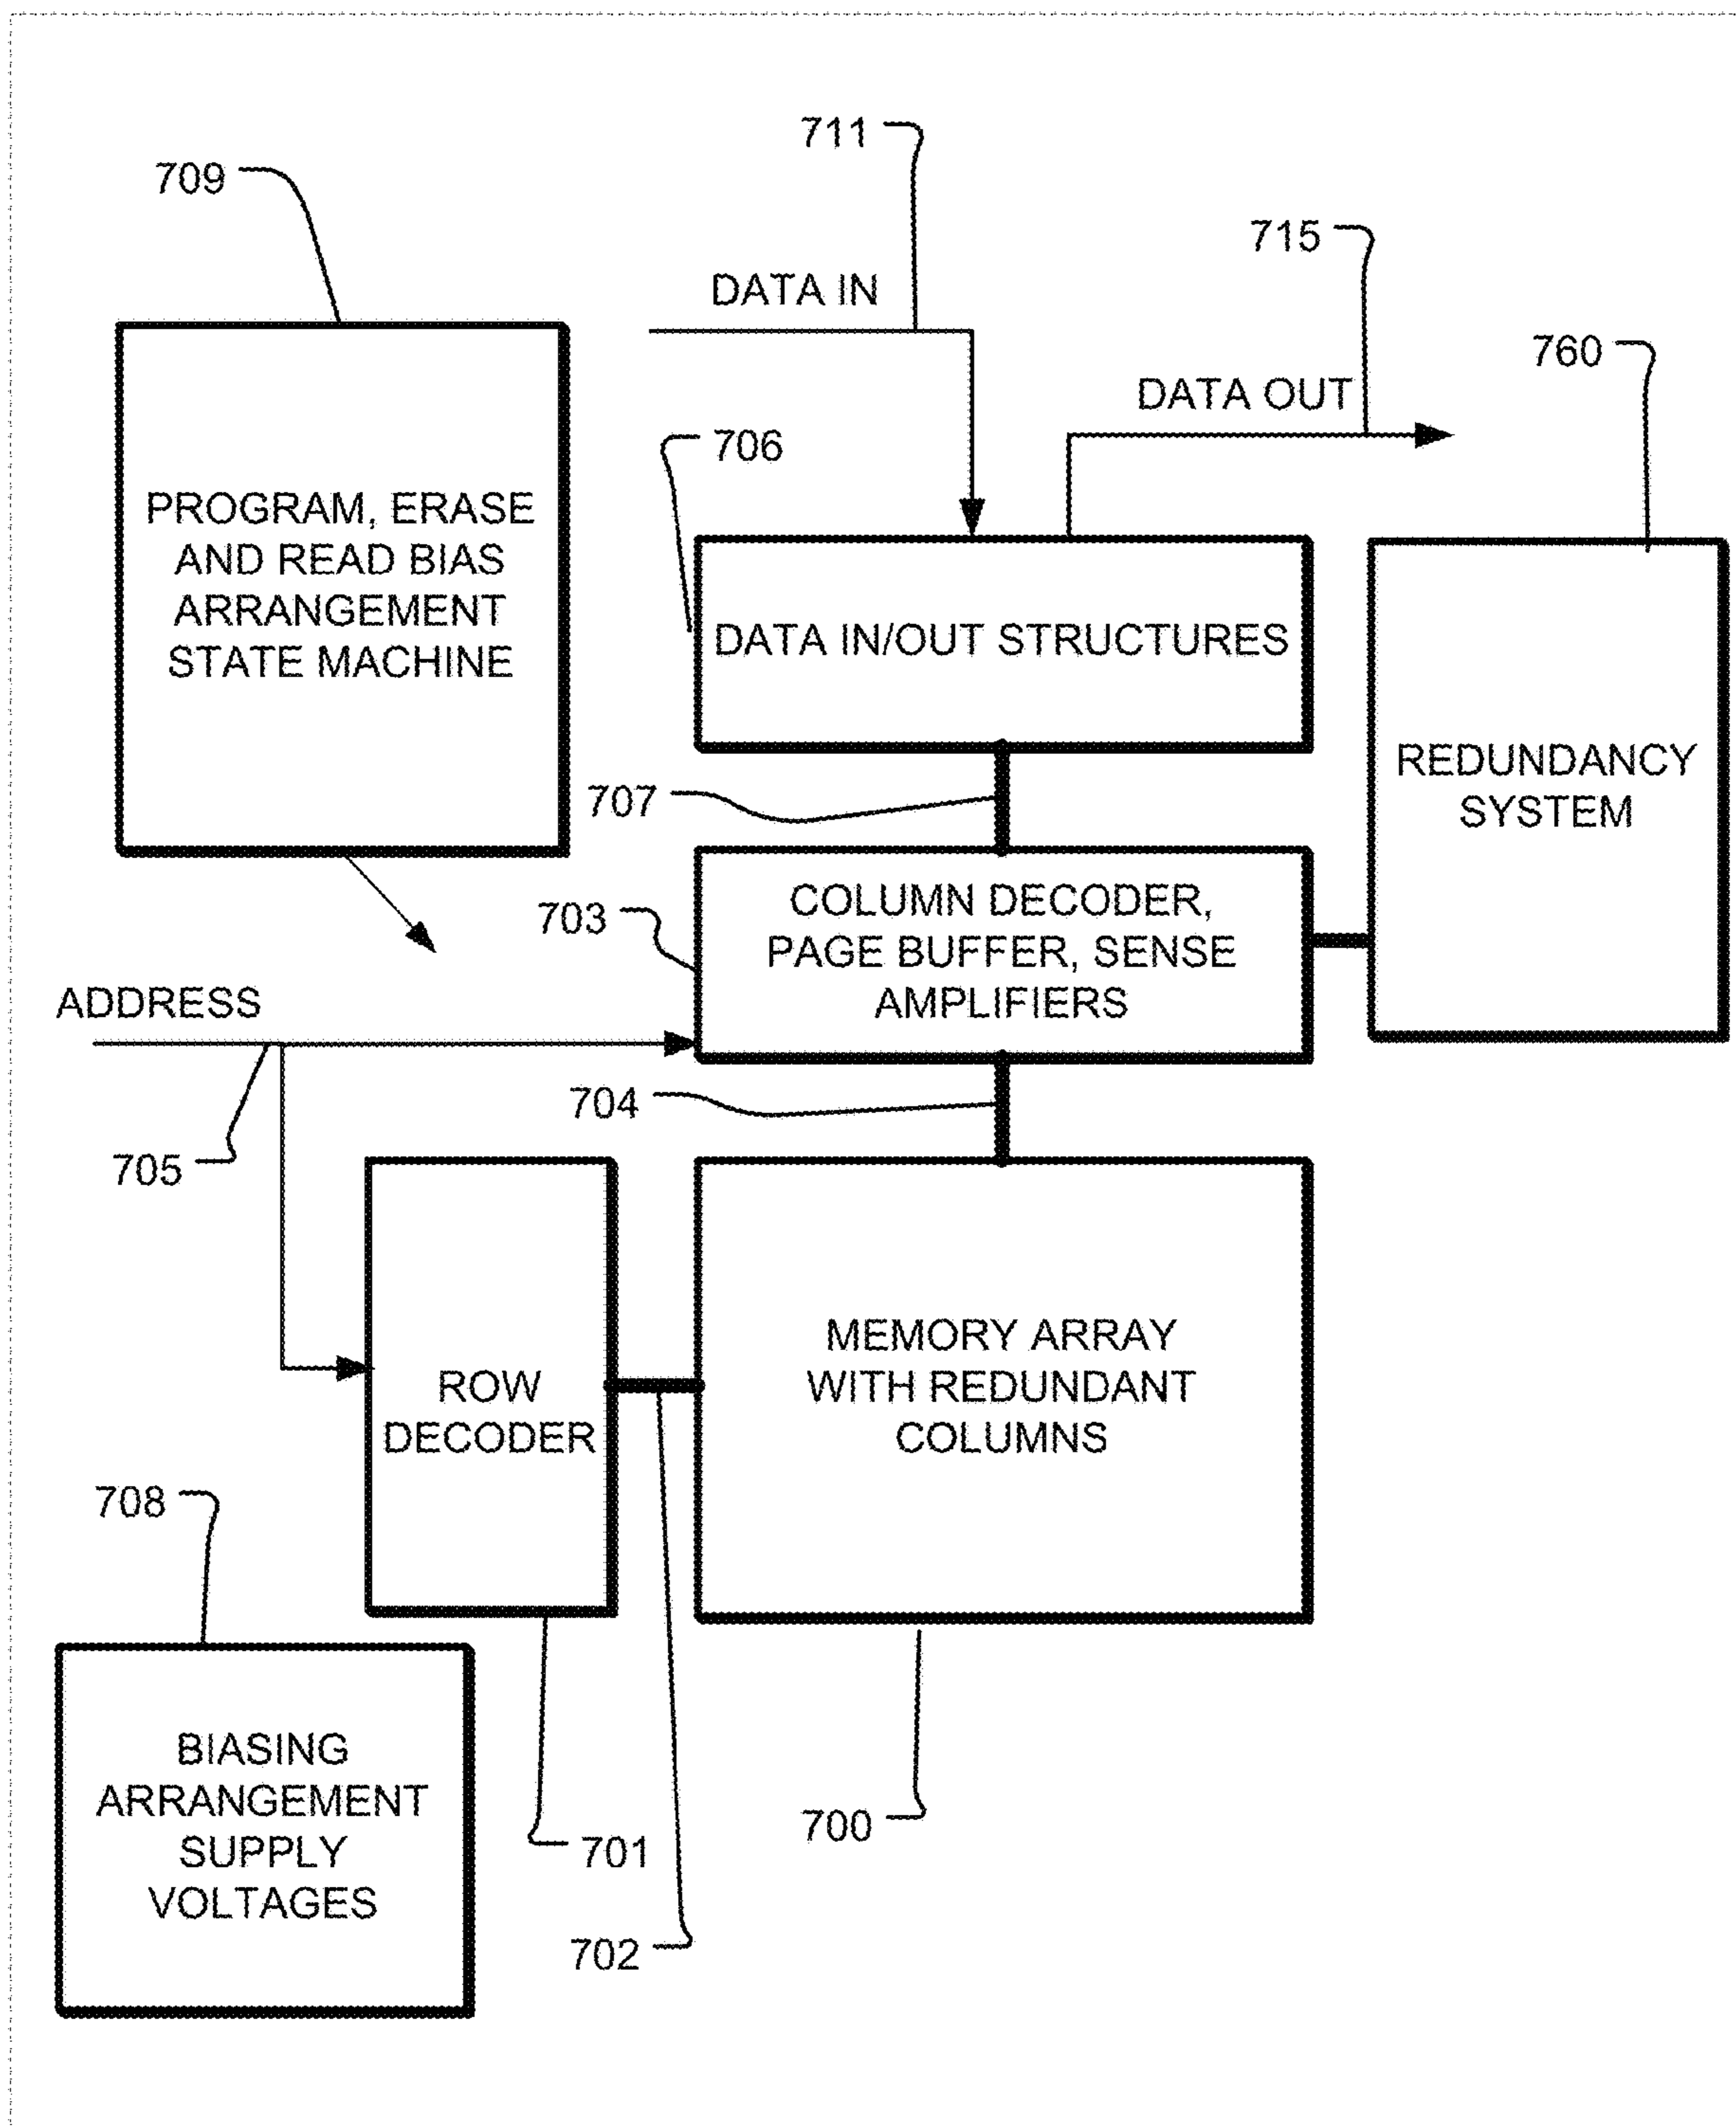 711
709
715
DATA IN
760
DATA OUT
706
PROGRAM, ERASE
AND READ BIAS
ARRANGEMENT
STATE MACHINE
DATA IN/OUT STRUCTURES
REDUNDANCY
SYSTEM
707
COLUMN DECODER,
PAGE BUFFER, SENSE
AMPLIFIERS
703
ADDRESS
704
705
MEMORY ARRAY
WITH REDUNDANT
COLUMNS
ROW
DECODER
708
BIASING
ARRANGEMENT
SUPPLY
VOLTAGES
700
701
702